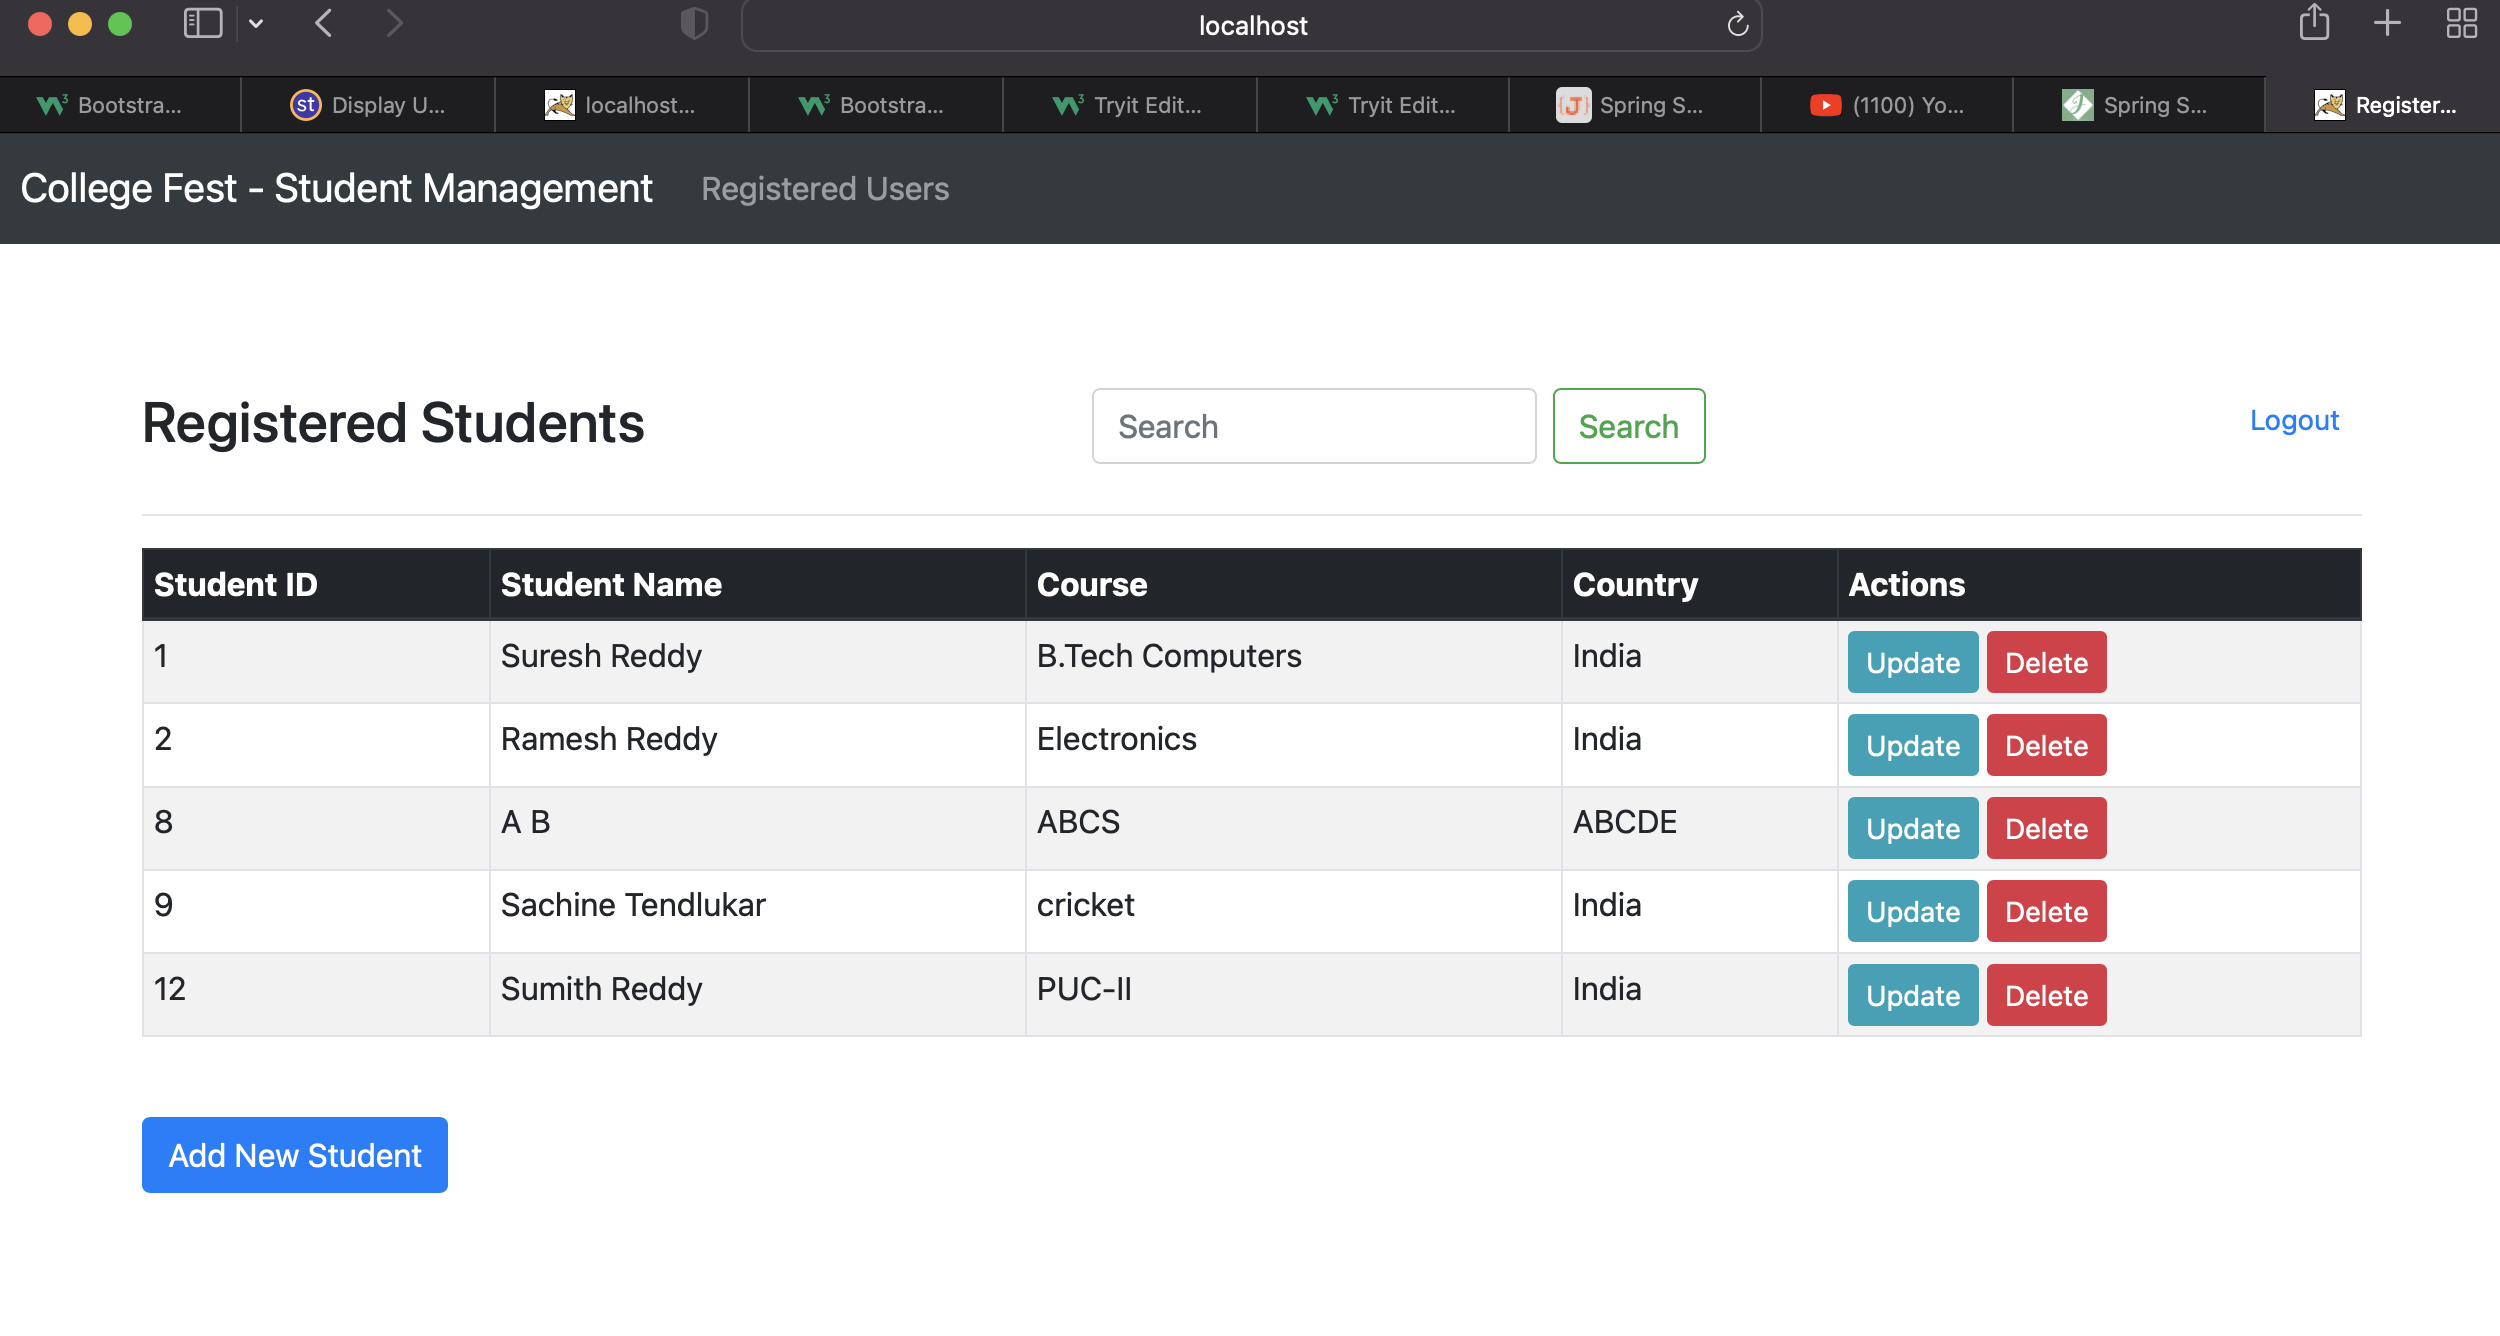 localhost
Bootstra... Display U... localhost... Bootstra... Tryit Edit... Tryit Edit... Spring S... (1100) Yo... Spring S... Register...
College Fest - Student Management Registered Users
Registered Students Search Search Logout
Student ID Student Name Course Country Actions
1 Suresh Reddy B.Tech Computers India Update Delete
2 Ramesh Reddy Electronics India Update Delete
8 A B ABCS ABCDE Update Delete
9 Sachine Tendlukar cricket India Update Delete
12 Sumith Reddy PUC-II India Update Delete
Add New Student